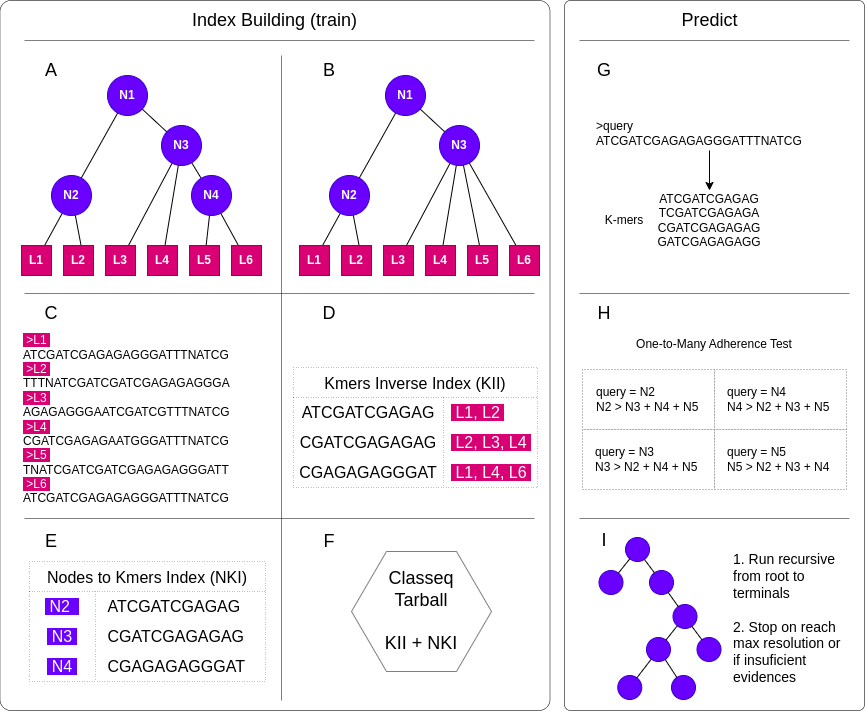 Index Building (train)
A
N1
N3
N2
N4
L1 L2 L3 L4 L5 L6
B
N1
N3
N2
L1 L2 L3 L4 L5 L6
C
>L1
ATCGATCGAGAGAGGGATTTNATCG
>L2
TTTNATCGATCGATCGAGAGAGGGA
>L3
AGAGAGGGAATCGATCGTTTNATCG
>L4
CGATCGAGAGAATGGGATTTNATCG
>L5
TNATCGATCGATCGAGAGAGGGATT
>L6
ATCGATCGAGAGAGGGATTTNATCG
D
Kmers Inverse Index (KII)
ATCGATCGAGAG L1, L2
CGATCGAGAGAG L2, L3, L4
CGAGAGAGGGAT L1, L4, L6
E
Nodes to Kmers Index (NKI)
N2 ATCGATCGAGAG
N3 CGATCGAGAGAG
N4 CGAGAGAGGGAT
F
Classeq
Tarball
KII + NKI
Predict
G
>query
ATCGATCGAGAGAGGGATTTNATCG
K-mers
ATCGATCGAGAG
TCGATCGAGAGA
CGATCGAGAGAG
GATCGAGAGAGG
H
One-to-Many Adherence Test
query = N2
N2 > N3 + N4 + N5
query = N4
N4 > N2 + N3 + N5
query = N3
N3 > N2 + N4 + N5
query = N5
N5 > N2 + N3 + N4
I
1. Run recursive
from root to
terminals
2. Stop on reach
max resolution or
if insufficient
evidences